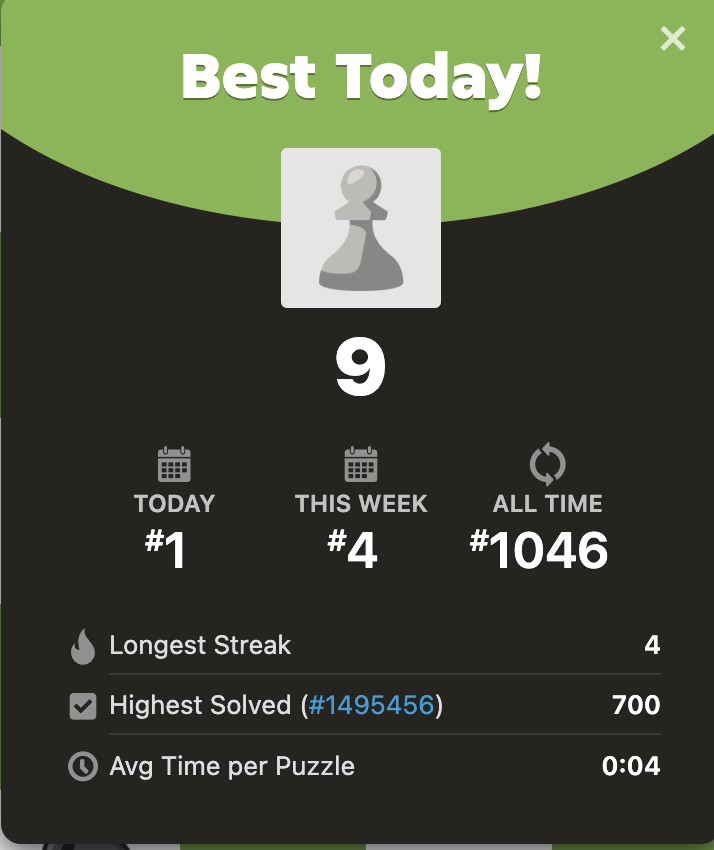 Best Today!
9
TODAY THIS WEEK ALL TIME
#1 #4 #1046
Longest Streak 4
Highest Solved (#1495456) 700
Avg Time per Puzzle 0:04